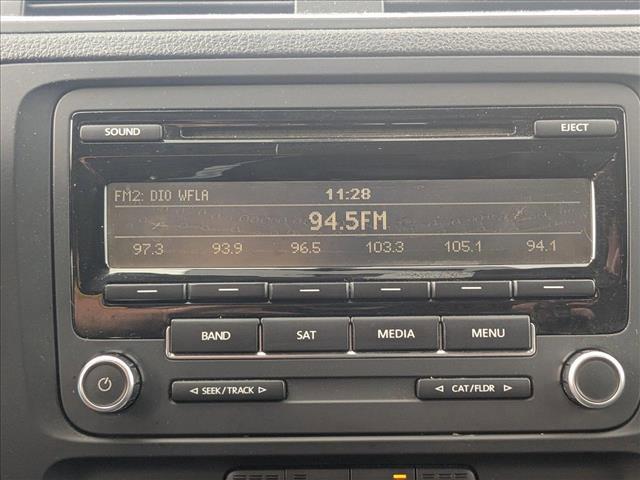 SOUND
EJECT
FM2: DIO WFLA 11:28
94.5FM
97.3 93.9 96.5 103.3 105.1 94.1
BAND SAT MEDIA MENU
SEEK/TRACK CAT/FLDR